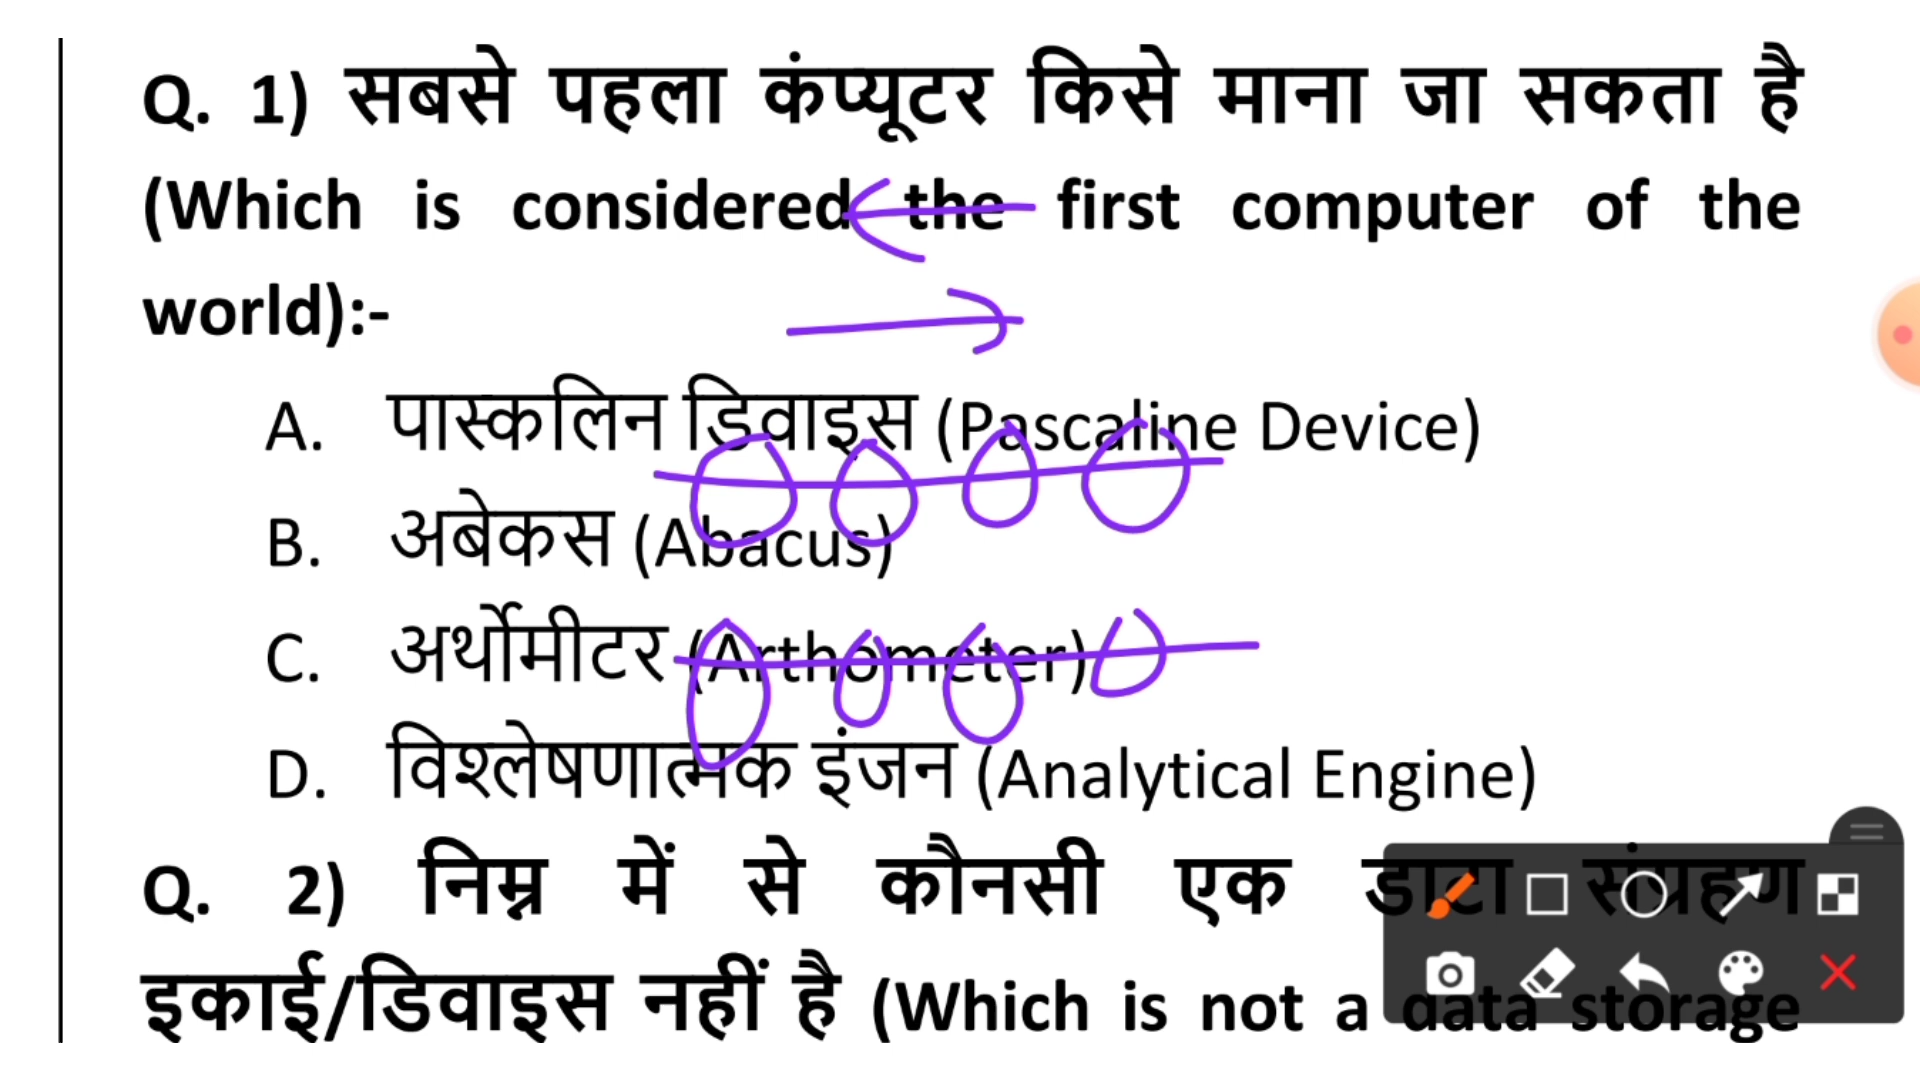 Q. 1) सबसे पहला कंप्यूटर किसे माना जा सकता है
(Which is considered the first computer of the
world):-
A. पास्कलिन डिवाइस (Pascaline Device)
B. अबेकस (Abacus)
C. अर्थोमीटर (Arthometer)
D. विश्लेषणात्मक इंजन (Analytical Engine)
Q. 2) निम्न में से कौनसी एक डाटा संग्रहण
इकाई/डिवाइस नहीं है (Which is not a data storage